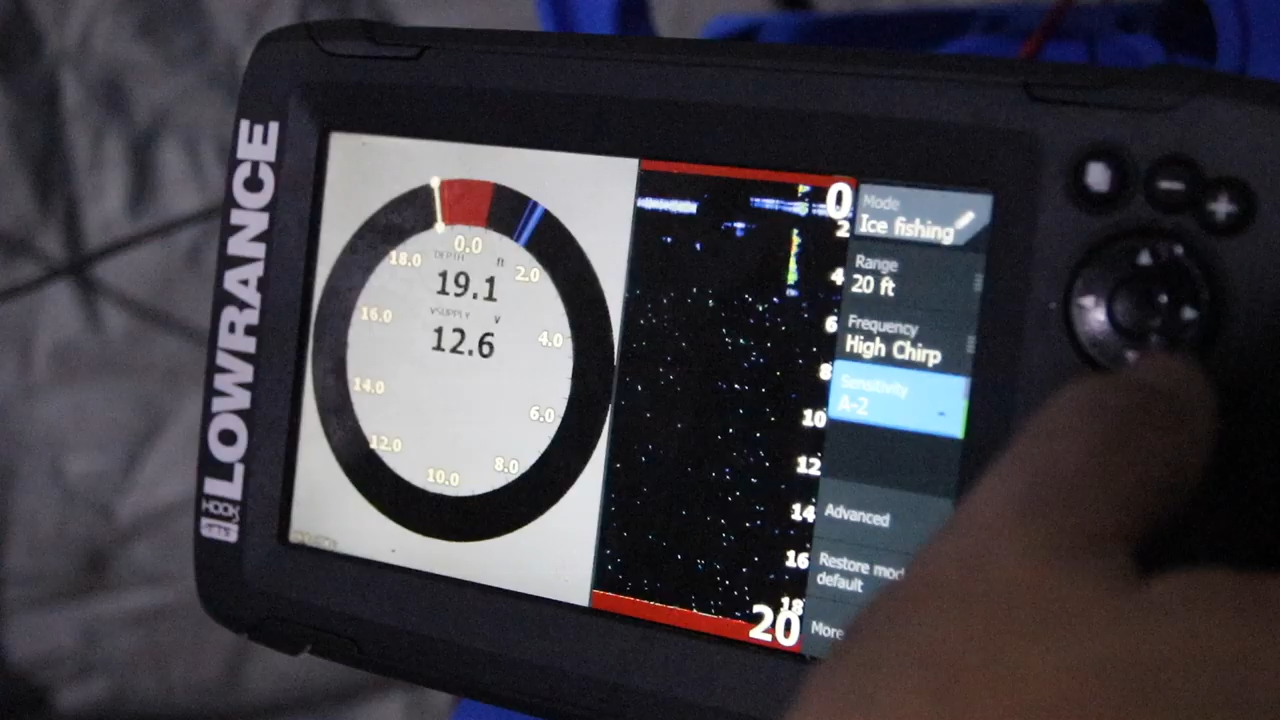 LOWRANCE
HOOK
0.0
DEPTH ft
18.0
2.0
19.1
16.0
VSUPPLY V
12.6
4.0
14.0
6.0
12.0
8.0
10.0
0
2
4
6
8
10
12
14
16
18
20
Mode
Ice fishing
Range
20 ft
Frequency
High Chirp
Sensitivity
A-2
Advanced
Restore mod
default
More